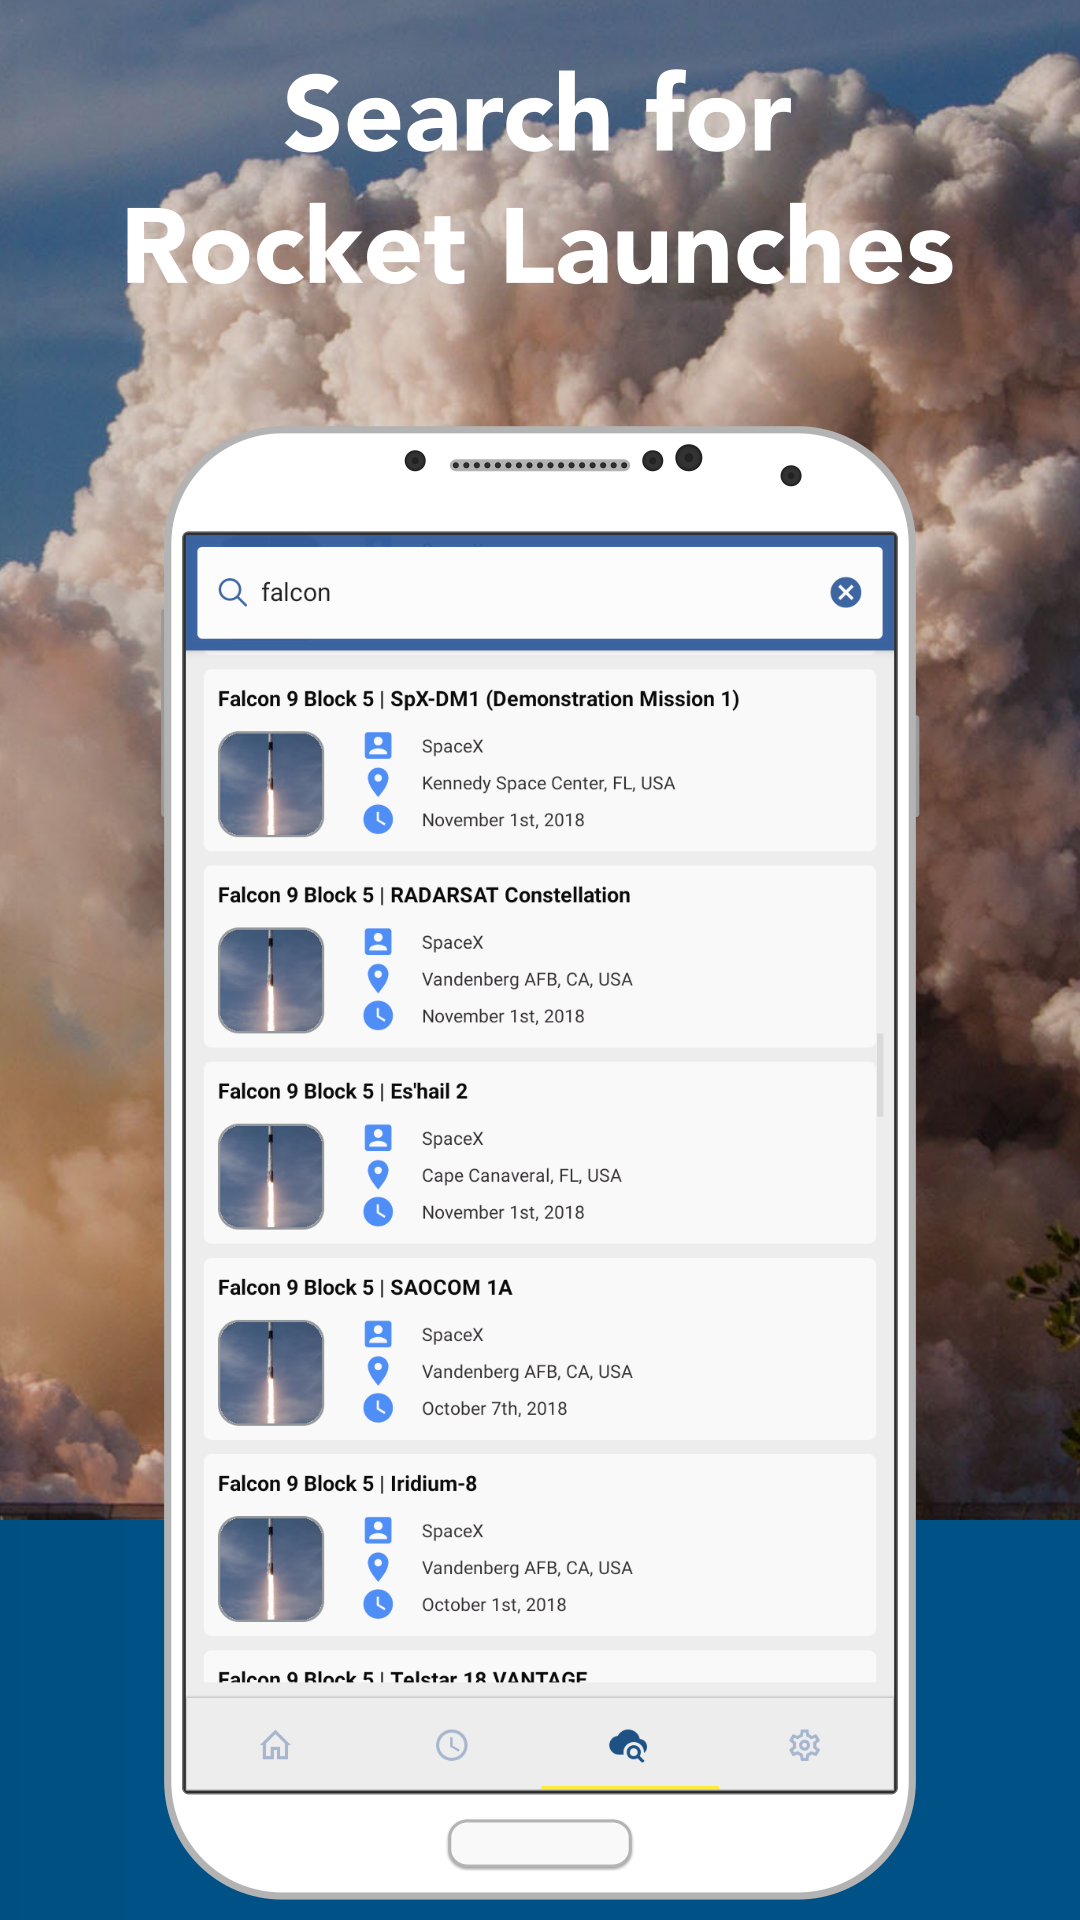 Search for
Rocket Launches
falcon
Falcon 9 Block 5 | SpX-DM1 (Demonstration Mission 1)
SpaceX
Kennedy Space Center, FL, USA
November 1st, 2018
Falcon 9 Block 5 | RADARSAT Constellation
SpaceX
Vandenberg AFB, CA, USA
November 1st, 2018
Falcon 9 Block 5 | Es'hail 2
SpaceX
Cape Canaveral, FL, USA
November 1st, 2018
Falcon 9 Block 5 | SAOCOM 1A
SpaceX
Vandenberg AFB, CA, USA
October 7th, 2018
Falcon 9 Block 5 | Iridium-8
SpaceX
Vandenberg AFB, CA, USA
October 1st, 2018
Falcon 9 Block 5 | Telstar 18 VANTAGE